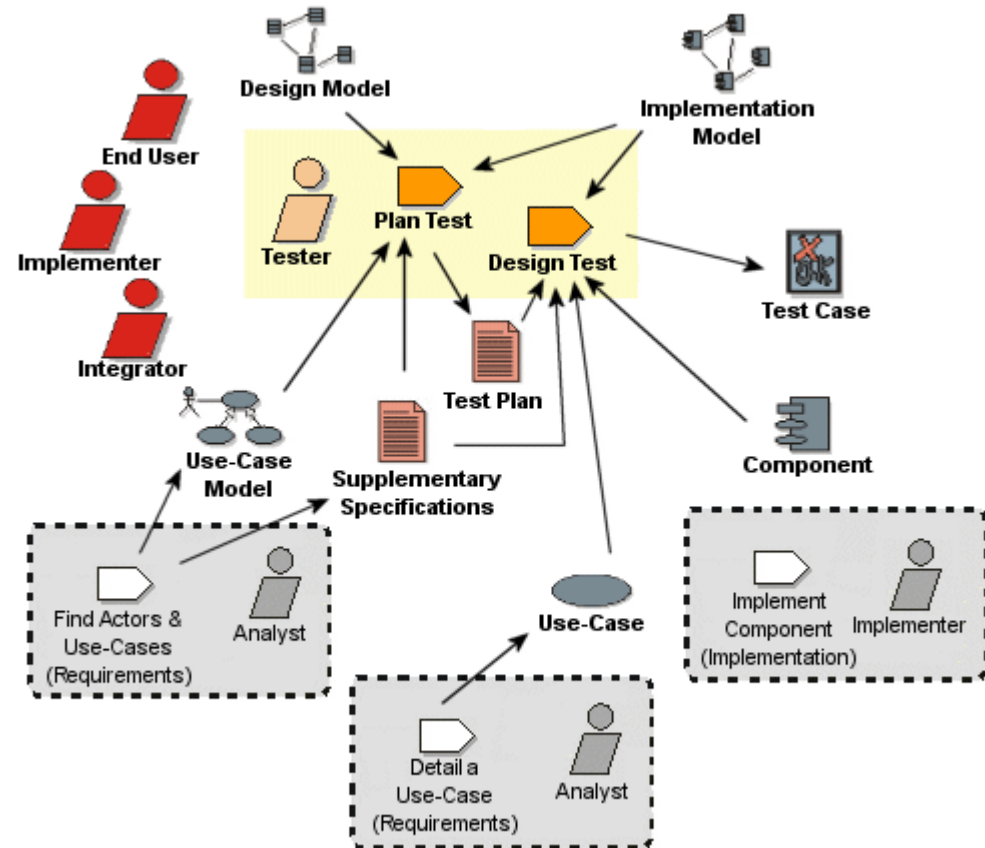 Design Model
Implementation
Model
End User
Plan Test
Implementer
Tester
Design Test
Test Case
Integrator
Test Plan
Use-Case
Model
Supplementary
Specifications
Component
Find Actors &
Use-Cases
(Requirements)
Analyst
Use-Case
Implement
Component
(Implementation)
Implementer
Detail a
Use-Case
(Requirements)
Analyst
OK